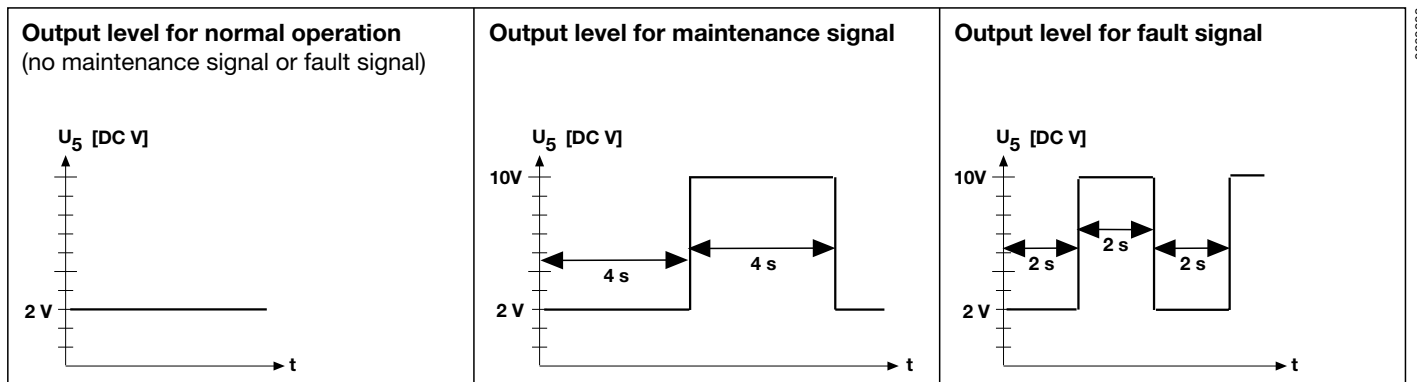 Output level for normal operation
(no maintenance signal or fault signal)
U5 [DC V]
2 V
t
Output level for maintenance signal
U5 [DC V]
10V
4 s
4 s
2 V
t
Output level for fault signal
U5 [DC V]
10V
2 s
2 s
2 s
2 V
t